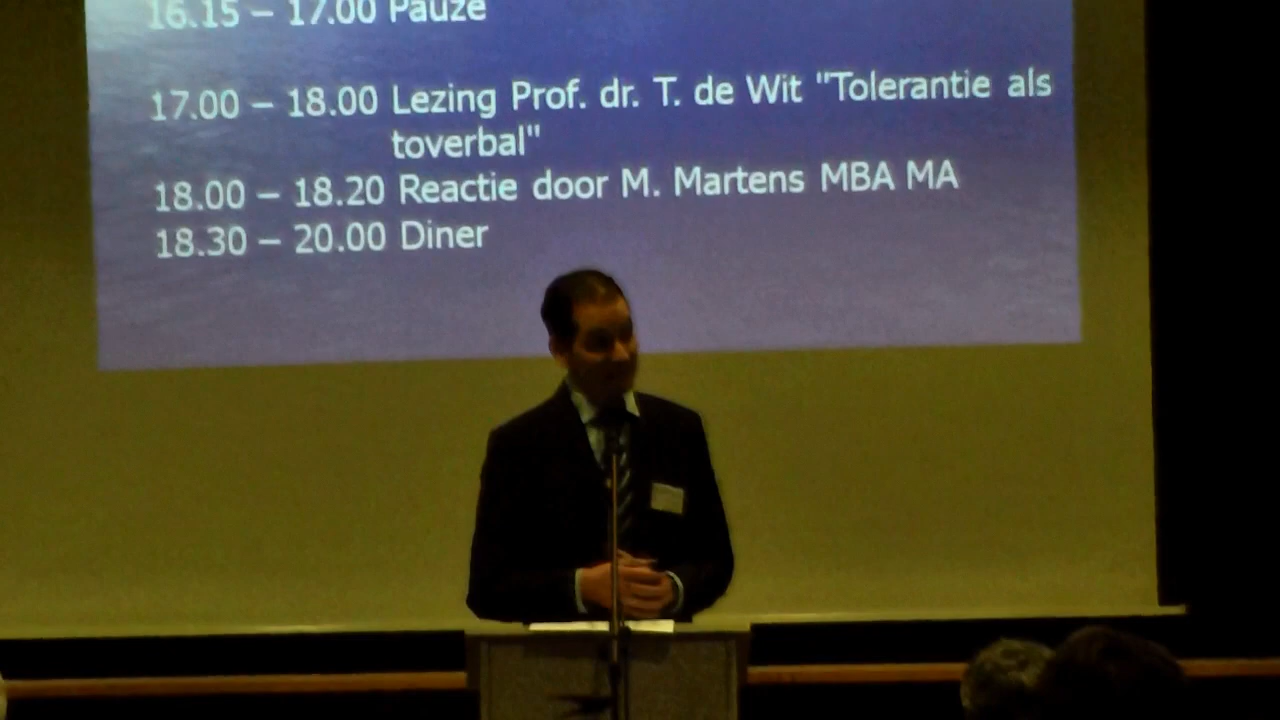 16.15 – 17.00 Pauze
17.00 – 18.00 Lezing Prof. dr. T. de Wit "Tolerantie als
toverbal"
18.00 – 18.20 Reactie door M. Martens MBA MA
18.30 – 20.00 Diner